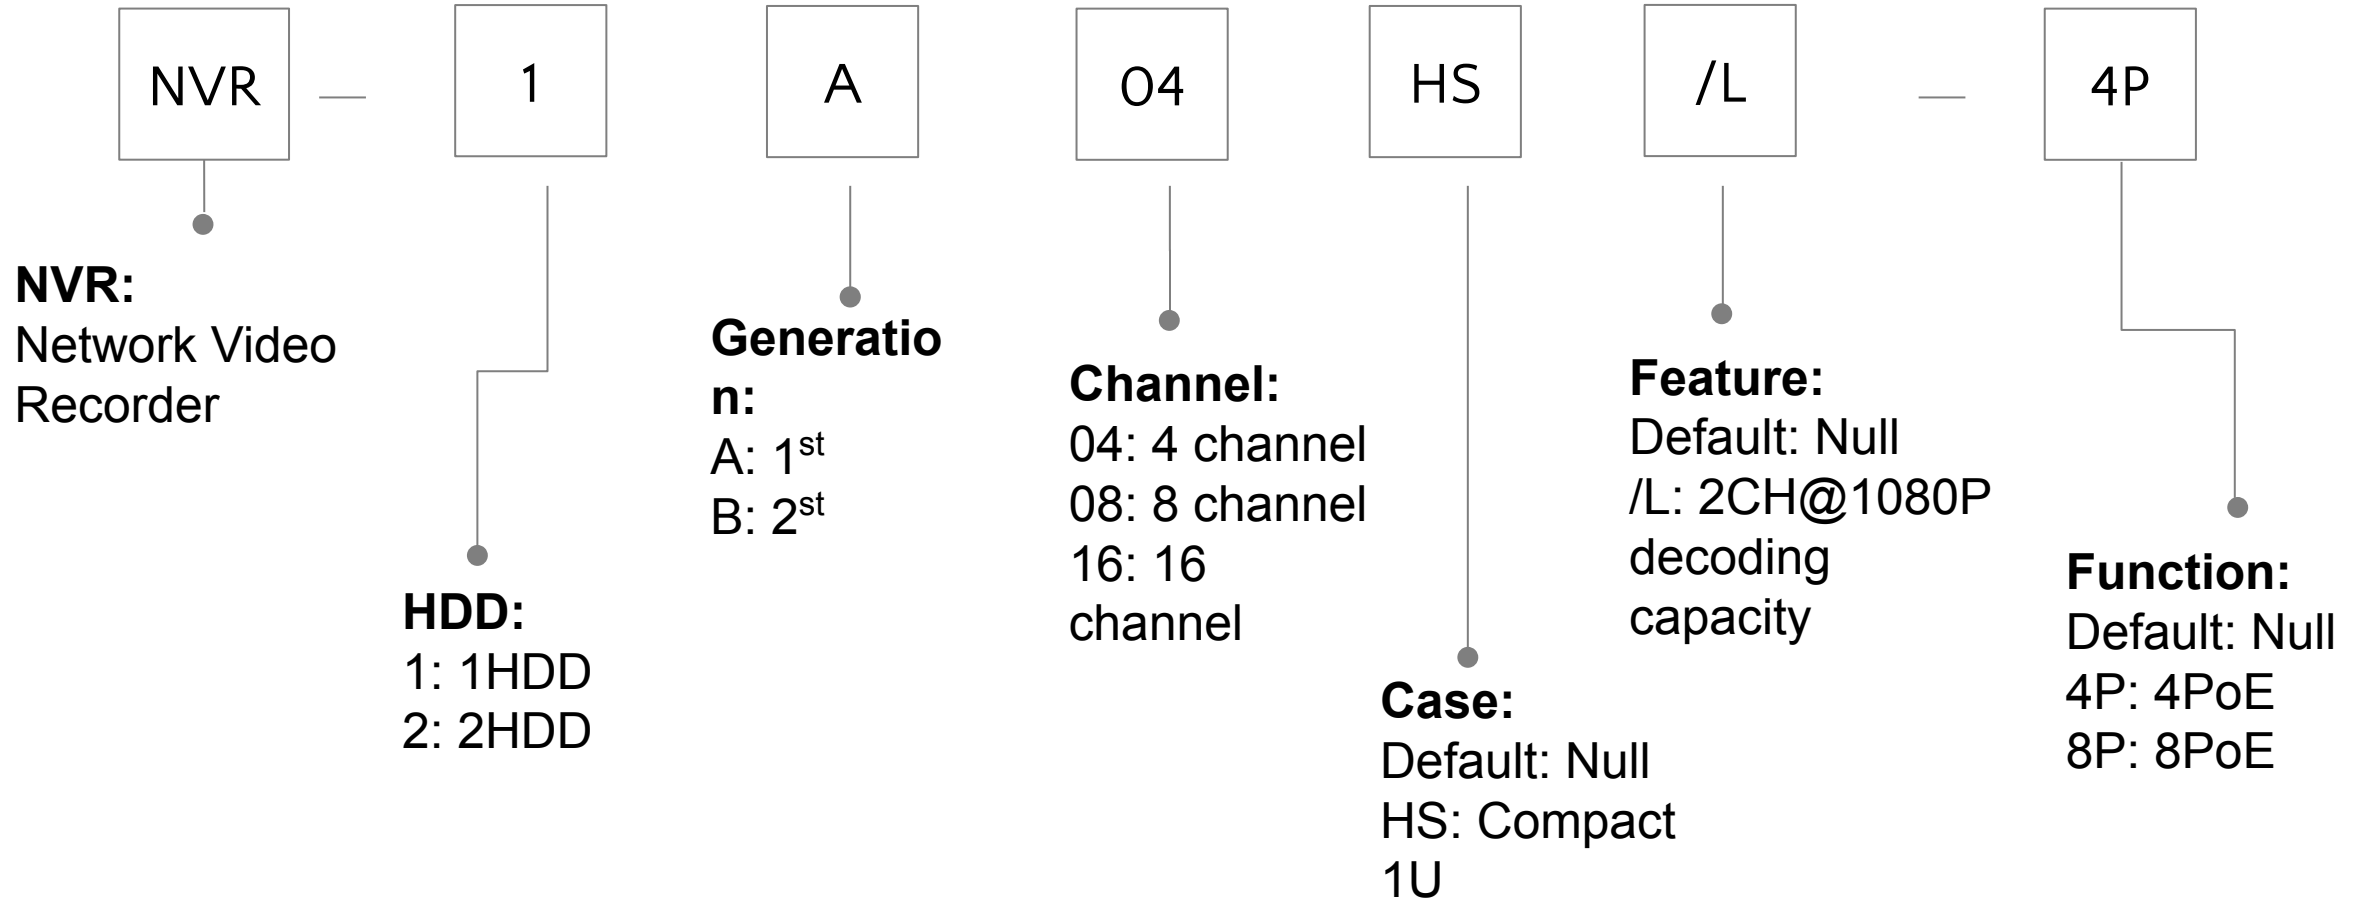 NVR — 1 A 04 HS /L — 4P
NVR:
Network Video
Recorder
HDD:
1: 1HDD
2: 2HDD
Generatio
n:
A: 1st
B: 2st
Channel:
04: 4 channel
08: 8 channel
16: 16
channel
Case:
Default: Null
HS: Compact
1U
Feature:
Default: Null
/L: 2CH@1080P
decoding
capacity
Function:
Default: Null
4P: 4PoE
8P: 8PoE